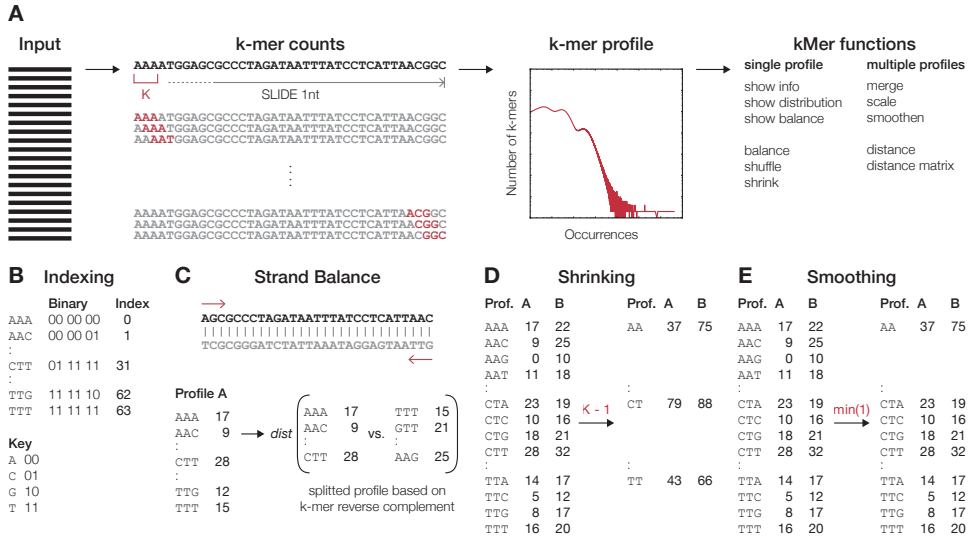 A
Input
k-mer counts
k-mer profile
kMer functions
AAAATGGAGCGCCCTAGATAATTTATCCTCATTAACGGC
K
SLIDE 1nt
AAAATGGAGCGCCCTAGATAATTTATCCTCATTAACGGC
AAAATGGAGCGCCCTAGATAATTTATCCTCATTAACGGC
AAAATGGAGCGCCCTAGATAATTTATCCTCATTAACGGC
AAAATGGAGCGCCCTAGATAATTTATCCTCATTAACGGC
AAAATGGAGCGCCCTAGATAATTTATCCTCATTAACGGC
AAAATGGAGCGCCCTAGATAATTTATCCTCATTAACGGC
Number of k-mers
Occurrences
single profile multiple profiles
show info merge
show distribution scale
show balance smoothen
balance distance
shuffle distance matrix
shrink
B Indexing
Binary Index
AAA 00 00 00 0
AAC 00 00 01 1
:
CTT 01 11 11 31
:
TTG 11 11 10 62
TTT 11 11 11 63
Key
A 00
C 01
G 10
T 11
C Strand Balance
AGCGCCCTAGATAATTTATCCTCATTAAC
TCGCGGGATCTATTAAATAGGAGTAATTG
Profile A
AAA 17
AAC 9
:
CTT 28
:
TTG 12
TTT 15
dist
AAA 17 TTT 15
AAC 9 vs. GTT 21
: :
CTT 28 AAG 25
splitted profile based on
k-mer reverse complement
D Shrinking
Prof. A B Prof. A B
AAA 17 22 AA 37 75
AAC 9 25
AAG 0 10
AAT 11 18
: :
CTA 23 19 CT 79 88
CTC 10 16
K - 1
CTG 18 21
CTT 28 32
: :
TTA 14 17 TT 43 66
TTC 5 12
TTG 8 17
TTT 16 20
E Smoothing
Prof. A B Prof. A B
AAA 17 22 AA 37 75
AAC 9 25
AAG 0 10
AAT 11 18
: :
CTA 23 19 CTA 23 19
CTC 10 16 min(1) CTC 10 16
CTG 18 21 CTG 18 21
CTT 28 32 CTT 28 32
: :
TTA 14 17 TTA 14 17
TTC 5 12 TTC 5 12
TTG 8 17 TTG 8 17
TTT 16 20 TTT 16 20